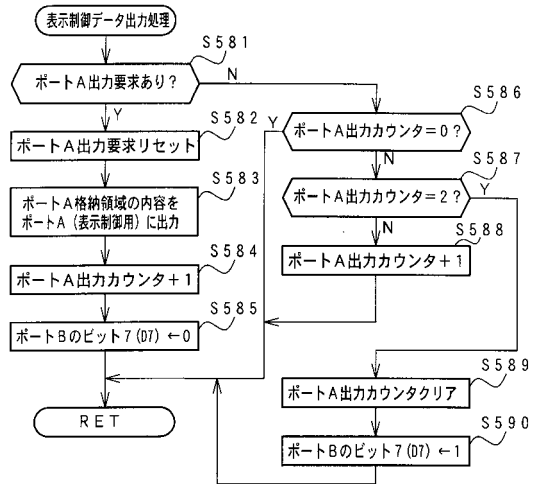 表示制御データ出力処理
S581
ポートA出力要求あり?
N
Y
S582
ポートA出力要求リセット
S583
ポートA格納領域の内容を
ポートA(表示制御用)に出力
S584
ポートA出力カウンタ+1
S585
ポートBのビット7(D7)←0
RET
S586
ポートA出力カウンタ=0?
Y
N
S587
ポートA出力カウンタ=2?
Y
N
S588
ポートA出力カウンタ+1
S589
ポートA出力カウンタクリア
S590
ポートBのビット7(D7)←1